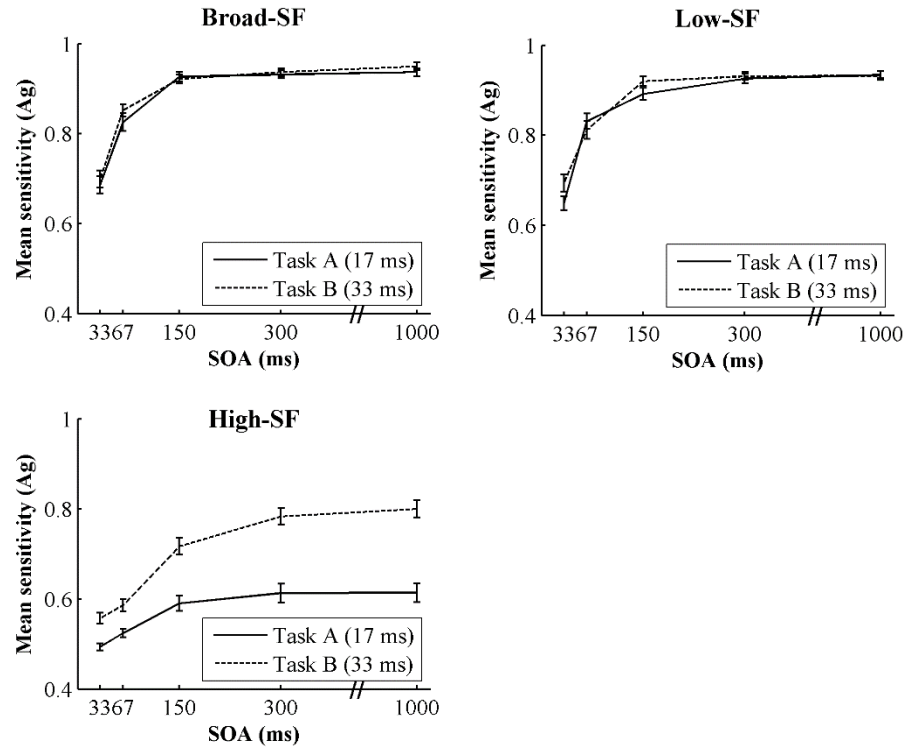 Broad-SF
Mean sensitivity (Ag)
1
0.8
0.6
0.4
3367 150 300 1000
SOA (ms)
Task A (17 ms)
Task B (33 ms)
Low-SF
Mean sensitivity (Ag)
1
0.8
0.6
0.4
3367 150 300 1000
SOA (ms)
Task A (17 ms)
Task B (33 ms)
High-SF
Mean sensitivity (Ag)
1
0.8
0.6
0.4
3367 150 300 1000
SOA (ms)
Task A (17 ms)
Task B (33 ms)